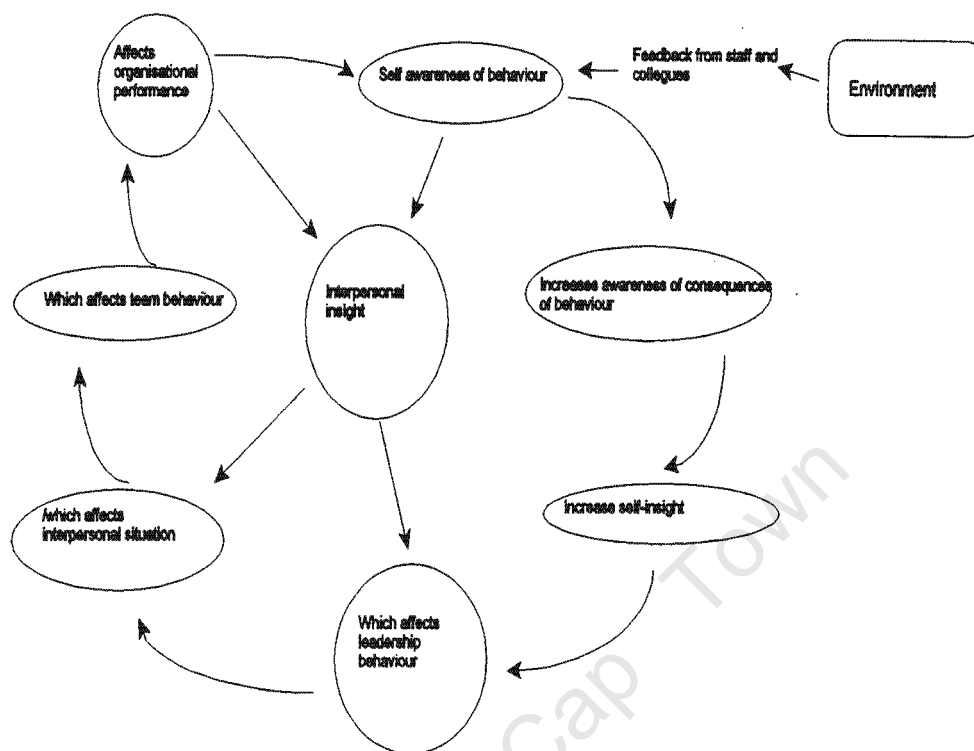 Affects
organisational
performance
Self awareness of behaviour
Feedback from staff and
collegues
Environment
Which affects team behaviour
Interpersonal
insight
Increases awareness of consequences
of behaviour
/which affects
interpersonal situation
Increase self-insight
Which affects
leadership
behaviour
Cap Town